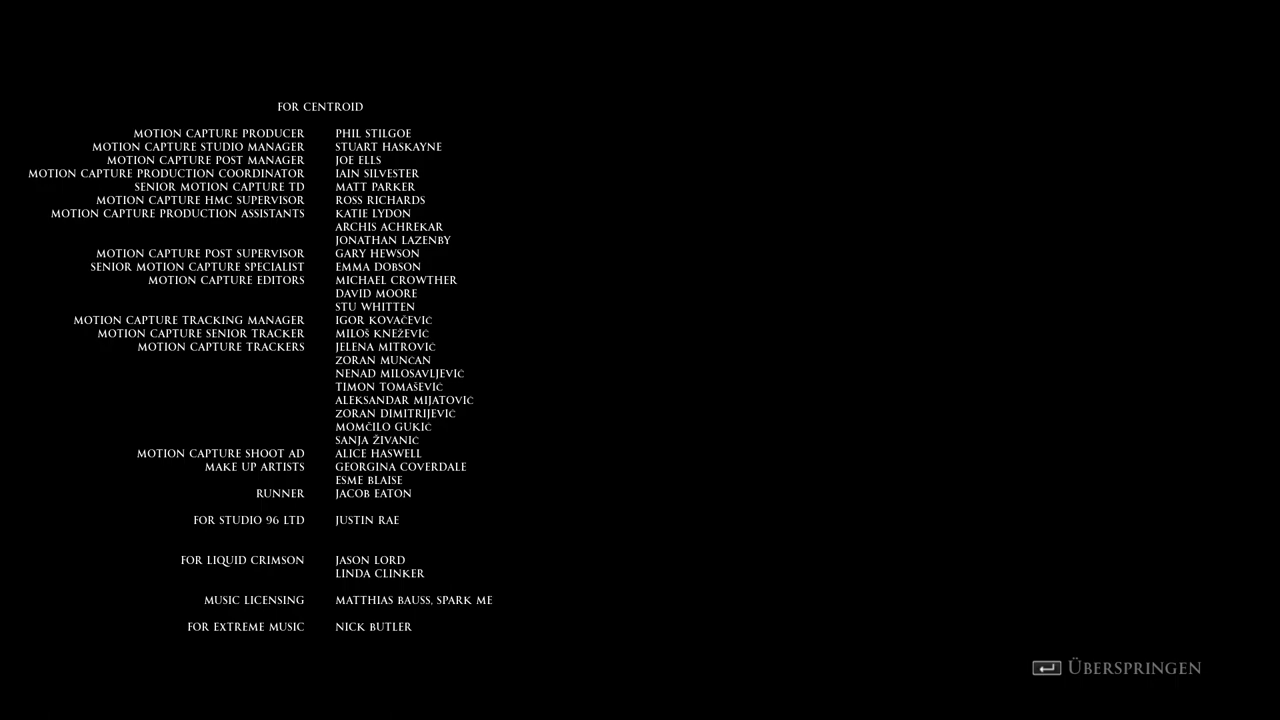 FOR CENTROID
MOTION CAPTURE PRODUCER PHIL STILGOE
MOTION CAPTURE STUDIO MANAGER STUART HASKAYNE
MOTION CAPTURE POST MANAGER JOE ELLS
MOTION CAPTURE PRODUCTION COORDINATOR IAIN SILVESTER
SENIOR MOTION CAPTURE TD MATT PARKER
MOTION CAPTURE HMC SUPERVISOR ROSS RICHARDS
MOTION CAPTURE PRODUCTION ASSISTANTS KATIE LYDON
ARCHIS ACHREKAR
JONATHAN LAZENBY
MOTION CAPTURE POST SUPERVISOR GARY HEWSON
SENIOR MOTION CAPTURE SPECIALIST EMMA DOBSON
MOTION CAPTURE EDITORS MICHAEL CROWTHER
DAVID MOORE
STU WHITTEN
MOTION CAPTURE TRACKING MANAGER IGOR KOVAČEVIĆ
MOTION CAPTURE SENIOR TRACKER MILOŠ KNEŽEVIĆ
MOTION CAPTURE TRACKERS JELENA MITROVIĆ
ZORAN MUNĆAN
NENAD MILOSAVLJEVIĆ
TIMON TOMAŠEVIĆ
ALEKSANDAR MIJATOVIĆ
ZORAN DIMITRIJEVIĆ
MOMČILO GUKIĆ
SANJA ŽIVANIĆ
MOTION CAPTURE SHOOT AD ALICE HASWELL
MAKE UP ARTISTS GEORGINA COVERDALE
ESME BLAISE
RUNNER JACOB EATON
FOR STUDIO 96 LTD JUSTIN RAE
FOR LIQUID CRIMSON JASON LORD
LINDA CLINKER
MUSIC LICENSING MATTHIAS BAUSS, SPARK ME
FOR EXTREME MUSIC NICK BUTLER
ÜBERSPRINGEN